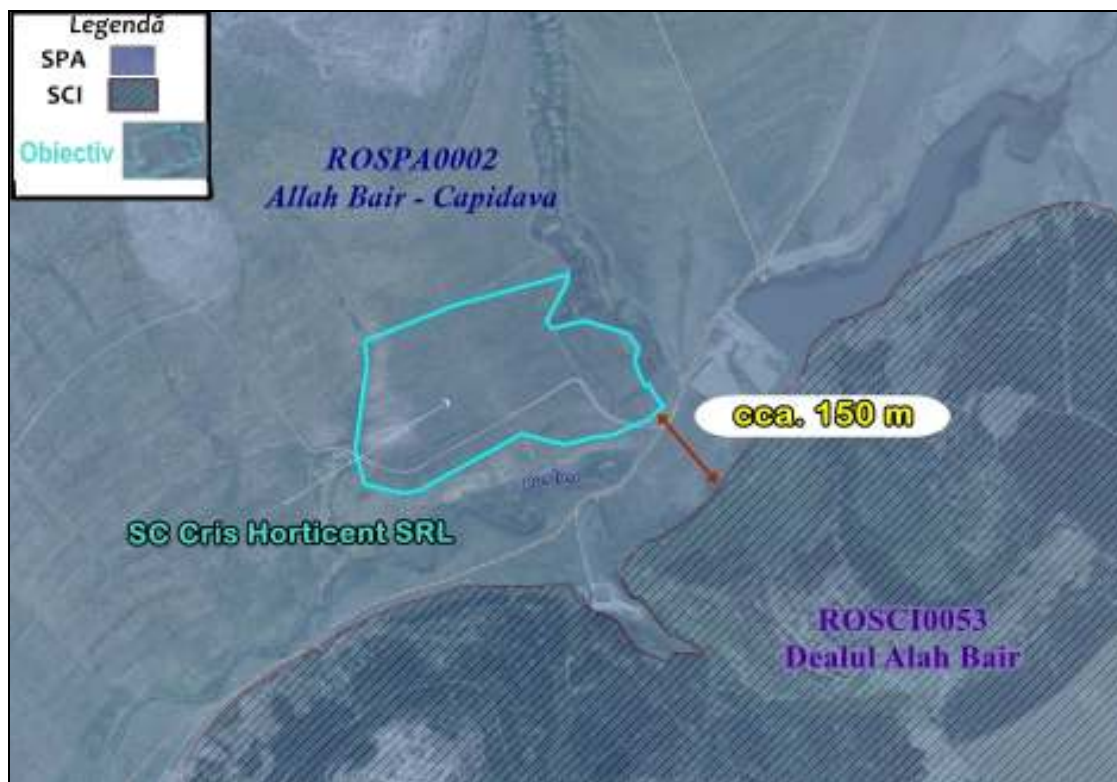 Legendă
SPA
SCI
Obiectiv
ROSPA0002
Allah Bair - Capidava
cca. 150 m
SC Cris Horticent SRL
ROSCI0053
Dealul Alah Bair